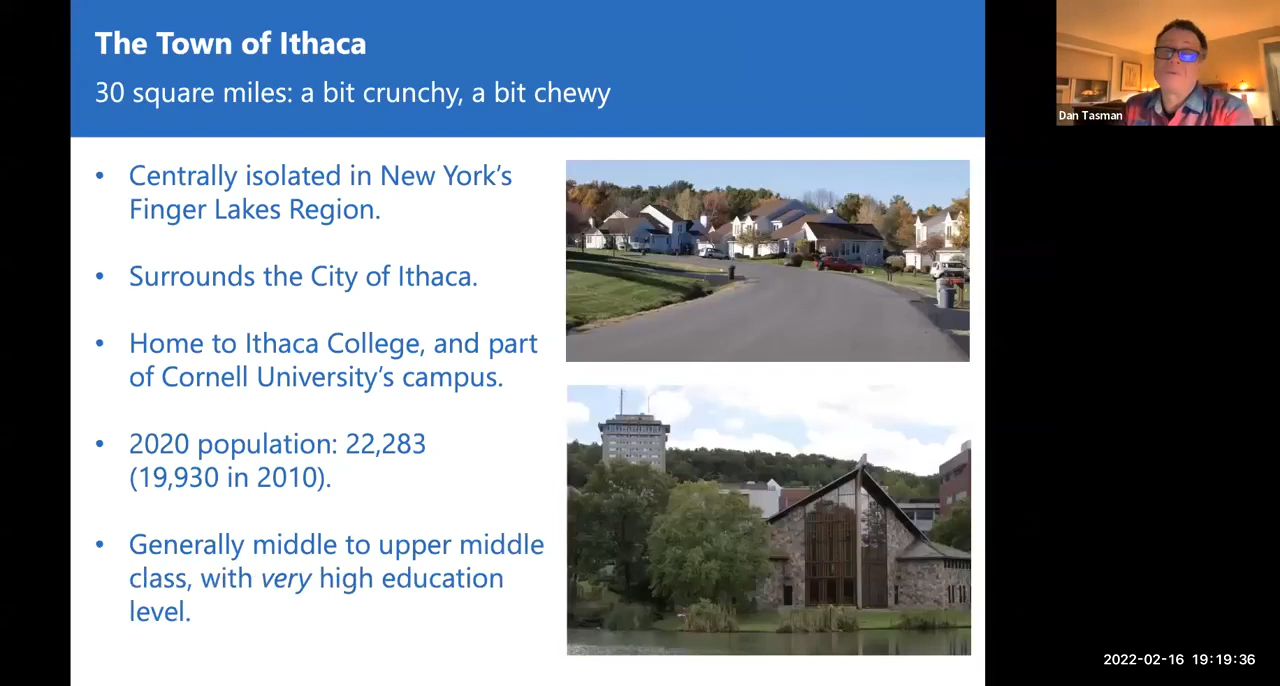 The Town of Ithaca
30 square miles: a bit crunchy, a bit chewy
• Centrally isolated in New York’s
Finger Lakes Region.
• Surrounds the City of Ithaca.
• Home to Ithaca College, and part
of Cornell University’s campus.
• 2020 population: 22,283
(19,930 in 2010).
• Generally middle to upper middle
class, with very high education
level.
Dan Tasman
2022-02-16 19:19:36